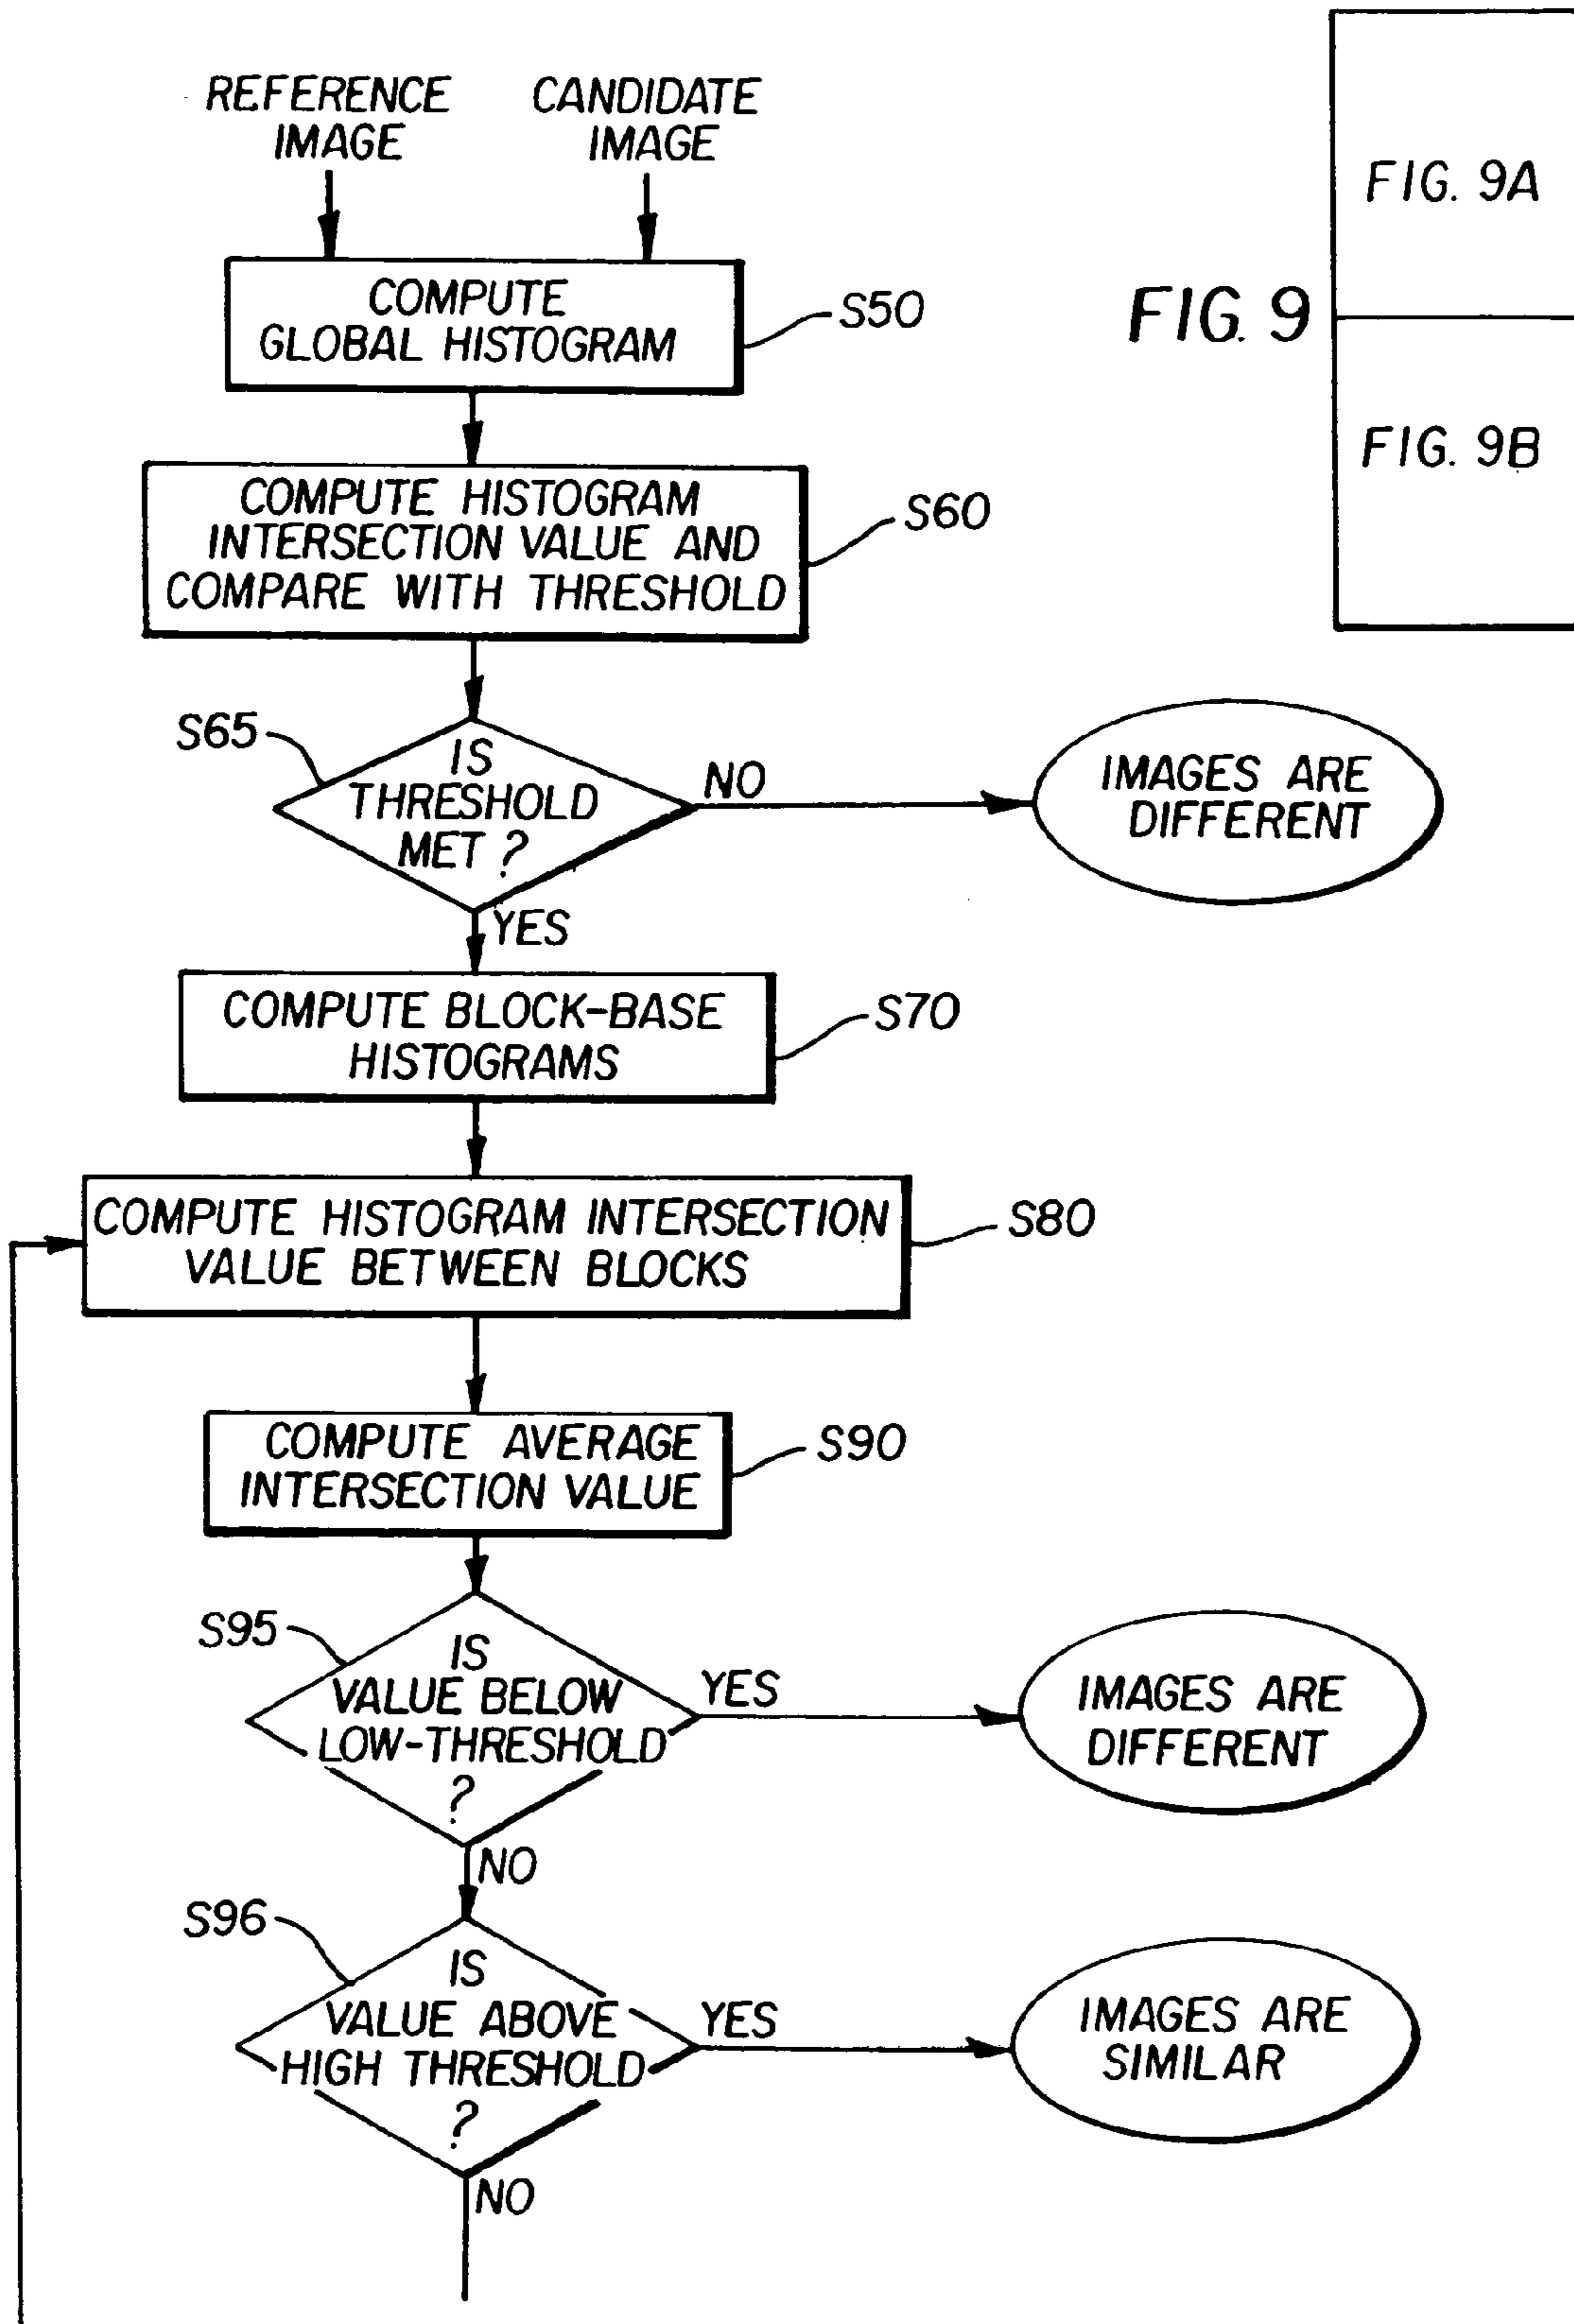 REFERENCE
IMAGE
CANDIDATE
IMAGE
COMPUTE
GLOBAL HISTOGRAM
S50
FIG. 9
FIG. 9A
FIG. 9B
COMPUTE HISTOGRAM
INTERSECTION VALUE AND
COMPARE WITH THRESHOLD
S60
S65
IS
THRESHOLD
MET ?
NO
IMAGES ARE
DIFFERENT
YES
COMPUTE BLOCK-BASE
HISTOGRAMS
S70
COMPUTE HISTOGRAM INTERSECTION
VALUE BETWEEN BLOCKS
S80
COMPUTE AVERAGE
INTERSECTION VALUE
S90
S95
IS
VALUE BELOW
LOW-THRESHOLD
?
YES
IMAGES ARE
DIFFERENT
NO
S96
IS
VALUE ABOVE
HIGH THRESHOLD
?
YES
IMAGES ARE
SIMILAR
NO